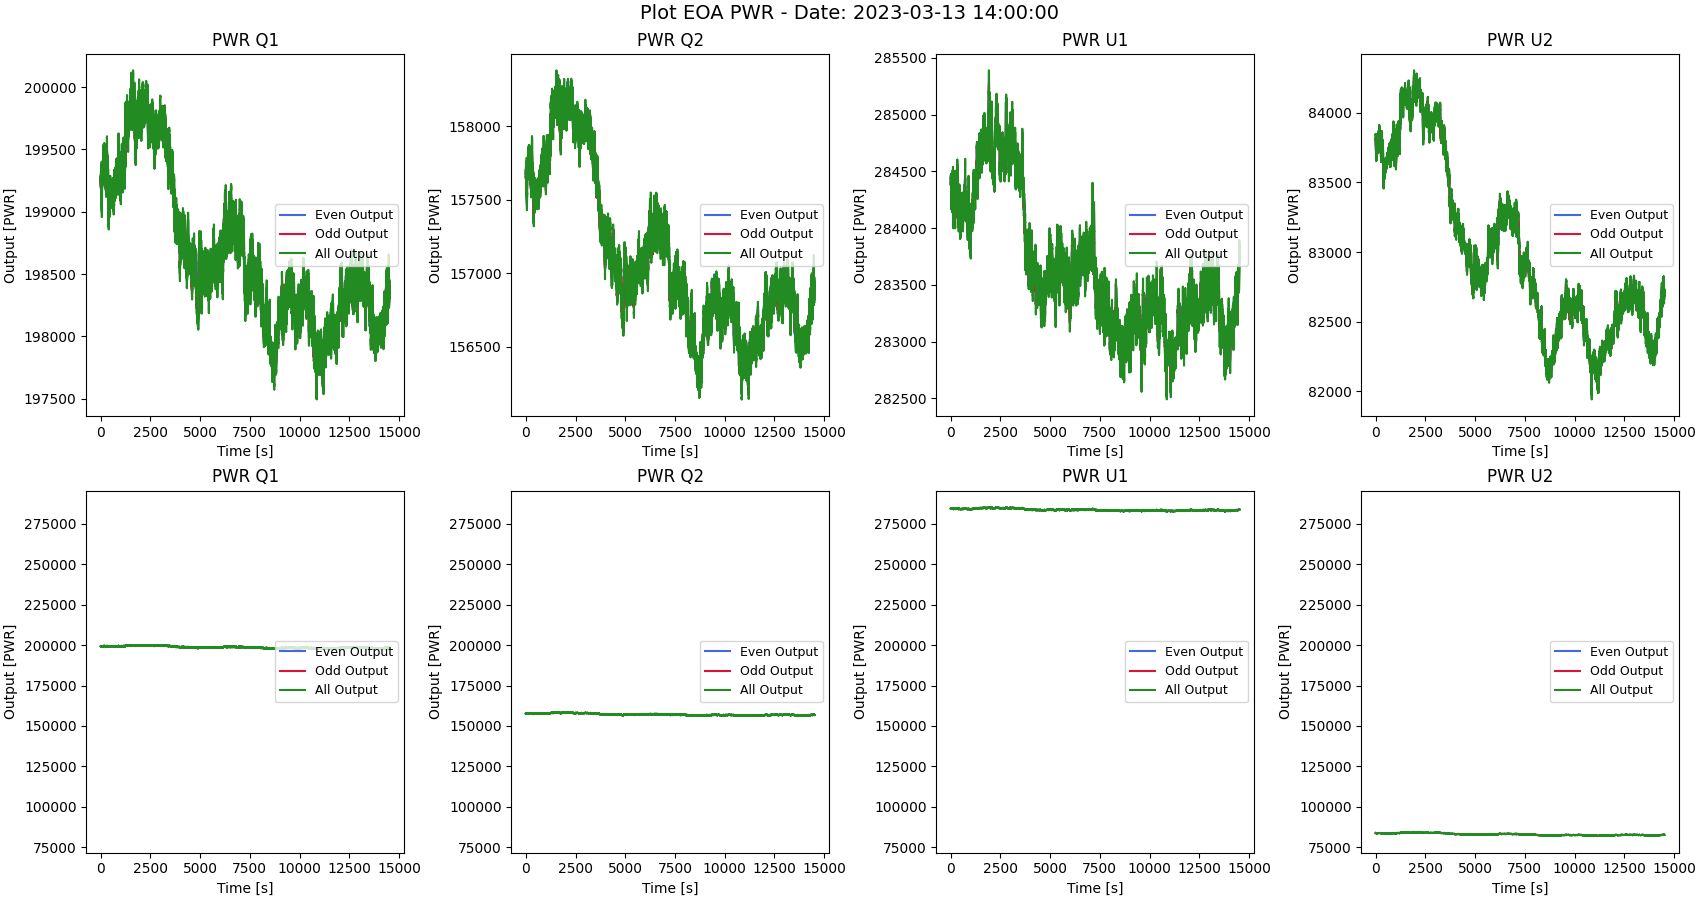 Plot EOA PWR - Date: 2023-03-13 14:00:00
PWR Q1
Output [PWR]
200000
199500
199000
198500
198000
197500
0 2500 5000 7500 10000 12500 15000
Time [s]
Even Output
Odd Output
All Output
PWR Q2
Output [PWR]
158000
157500
157000
156500
0 2500 5000 7500 10000 12500 15000
Time [s]
Even Output
Odd Output
All Output
PWR U1
Output [PWR]
285500
285000
284500
284000
283500
283000
282500
0 2500 5000 7500 10000 12500 15000
Time [s]
Even Output
Odd Output
All Output
PWR U2
Output [PWR]
84000
83500
83000
82500
82000
0 2500 5000 7500 10000 12500 15000
Time [s]
Even Output
Odd Output
All Output
PWR Q1
Output [PWR]
275000
250000
225000
200000
175000
150000
125000
100000
75000
0 2500 5000 7500 10000 12500 15000
Time [s]
Even Output
Odd Output
All Output
PWR Q2
Output [PWR]
275000
250000
225000
200000
175000
150000
125000
100000
75000
0 2500 5000 7500 10000 12500 15000
Time [s]
Even Output
Odd Output
All Output
PWR U1
Output [PWR]
275000
250000
225000
200000
175000
150000
125000
100000
75000
0 2500 5000 7500 10000 12500 15000
Time [s]
Even Output
Odd Output
All Output
PWR U2
Output [PWR]
275000
250000
225000
200000
175000
150000
125000
100000
75000
0 2500 5000 7500 10000 12500 15000
Time [s]
Even Output
Odd Output
All Output